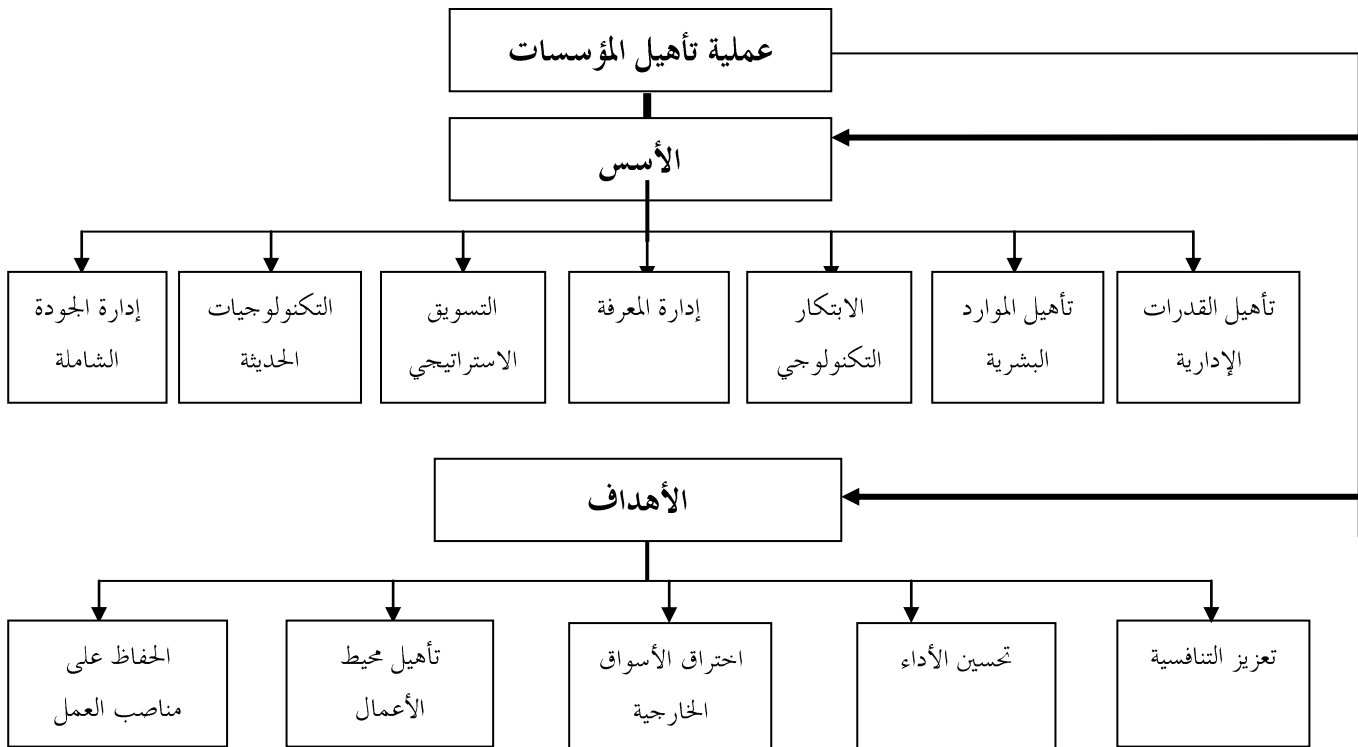 عملية تأهيل المؤسسات
الأسس
تأهيل القدرات
الإدارية
تأهيل الموارد
البشرية
الابتكار
التكنولوجي
إدارة المعرفة
التسويق
الاستراتيجي
التكنولوجيات
الحديثة
إدارة الجودة
الشاملة
الأهداف
تعزيز التنافسية
تحسين الأداء
اختراق الأسواق
الخارجية
تأهيل محيط
الأعمال
الحفاظ على
مناصب العمل